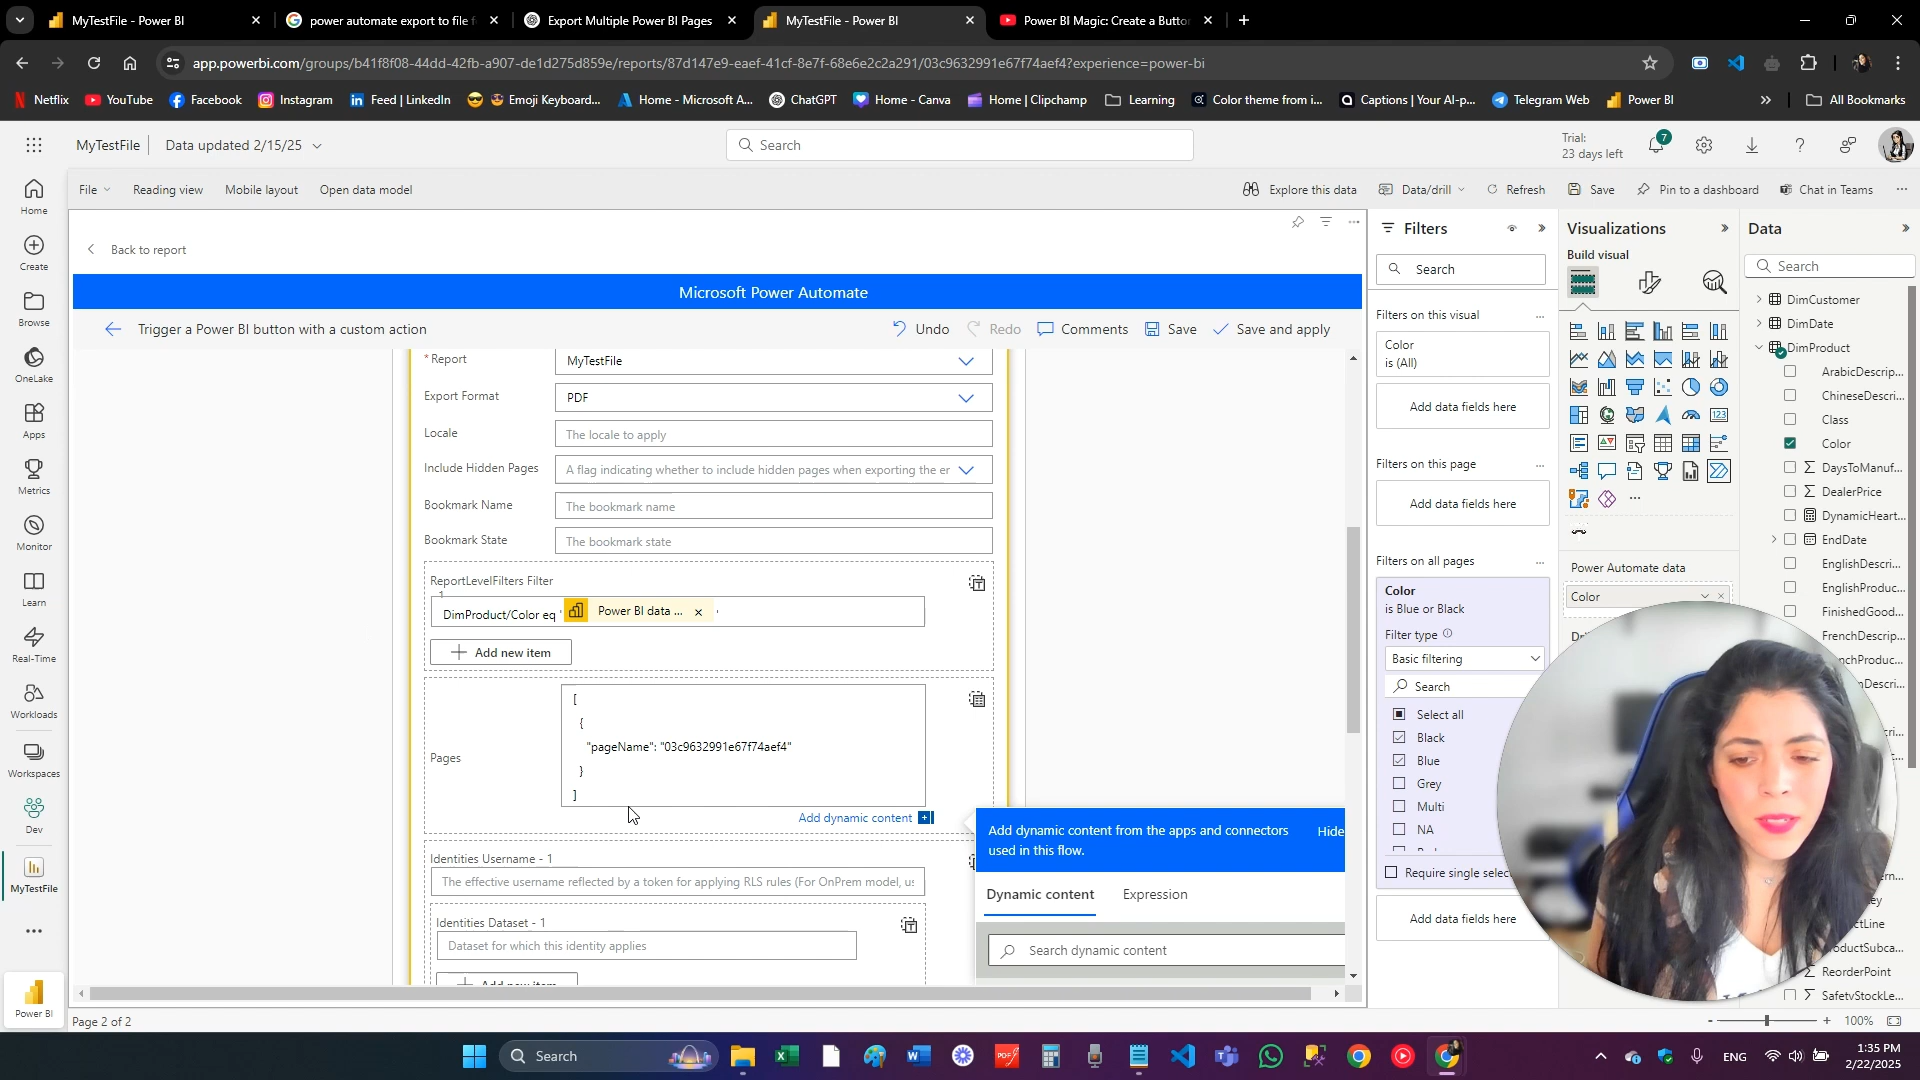 MyTestFile - Power BI
power automate export to file f
Export Multiple Power BI Pages
MyTestFile - Power BI
Power BI Magic: Create a Butto
app.powerbi.com/groups/b41f8f08-44dd-42fb-a907-de1d275d859e/reports/87d147e9-eaef-41cf-8e7f-68e6e2c2a291/03c9632991e67f74aef4?experience=power-bi
Netflix
YouTube
Facebook
Instagram
Feed | LinkedIn
Emoji Keyboard...
Home - Microsoft A...
ChatGPT
Home - Canva
Home | Clipchamp
Learning
Color theme from i...
Captions | Your AI-p...
Telegram Web
Power BI
All Bookmarks
MyTestFile
Data updated 2/15/25
Search
Trial:
23 days left
7
File
Reading view
Mobile layout
Open data model
Explore this data
Data/drill
Refresh
Save
Pin to a dashboard
Chat in Teams
Home
Create
Browse
OneLake
Apps
Metrics
Monitor
Learn
Real-Time
Workloads
Workspaces
Dev
MyTestFile
Power BI
Back to report
Microsoft Power Automate
Trigger a Power BI button with a custom action
Undo
Redo
Comments
Save
Save and apply
* Report
MyTestFile
Export Format
PDF
Locale
The locale to apply
Include Hidden Pages
A flag indicating whether to include hidden pages when exporting the er
Bookmark Name
The bookmark name
Bookmark State
The bookmark state
ReportLevelFilters Filter
1
DimProduct/Color eq '
Power BI data ...
'
Add new item
Pages
[
{
"pageName": "03c9632991e67f74aef4"
}
]
Add dynamic content
Identities Username - 1
The effective username reflected by a token for applying RLS rules (For OnPrem model, us
Identities Dataset - 1
Dataset for which this identity applies
Add new item
Add dynamic content from the apps and connectors
used in this flow.
Hide
Dynamic content
Expression
Search dynamic content
Page 2 of 2
Filters
Search
Filters on this visual
Color
is (All)
Add data fields here
Filters on this page
Add data fields here
Filters on all pages
Color
is Blue or Black
Filter type
Basic filtering
Search
Select all
Black
Blue
Grey
Multi
NA
Require single selec
Add data fields here
Visualizations
Build visual
123
Power Automate data
Color
Data
Search
DimCustomer
DimDate
DimProduct
ArabicDescrip...
ChineseDescri...
Class
Color
DaysToManuf...
DealerPrice
DynamicHeart...
EndDate
EnglishDescri...
EnglishProduc...
FinishedGood...
FrenchDescrip...
ReorderPoint
SafetyStockLe...
100%
Search
ENG
1:35 PM
2/22/2025